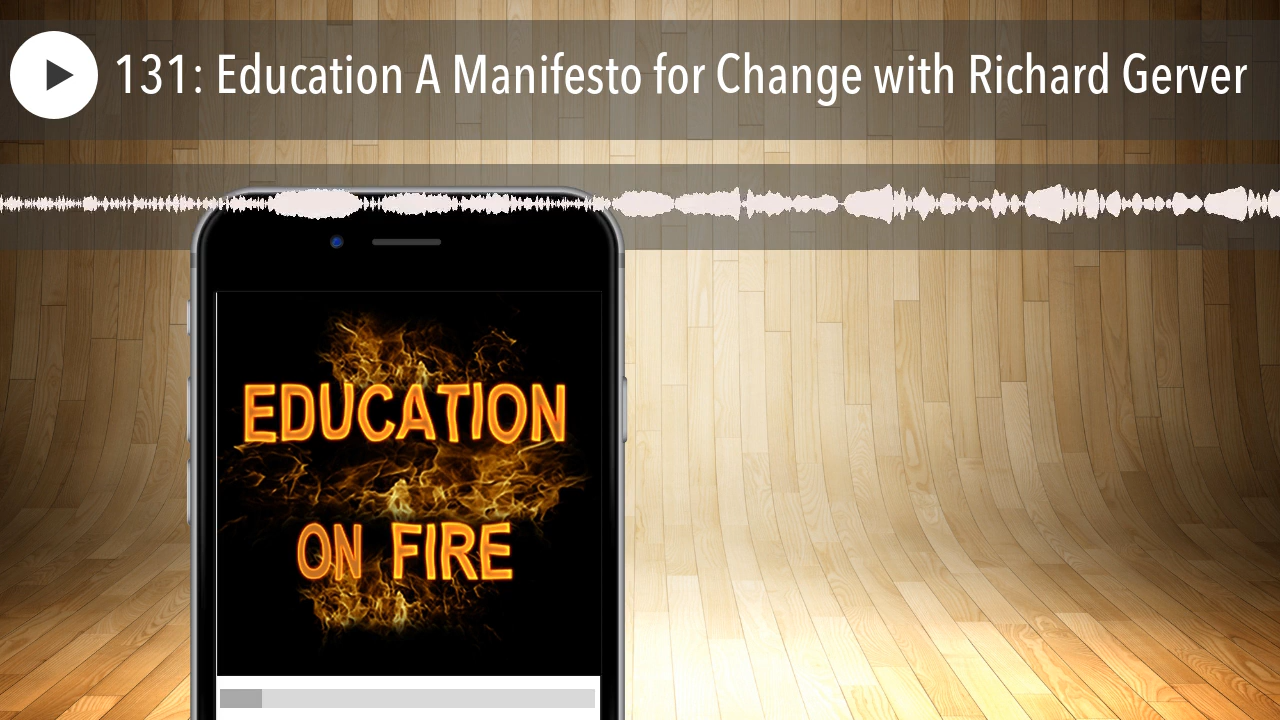 131: Education A Manifesto for Change with Richard Gerver
EDUCATION
ON FIRE